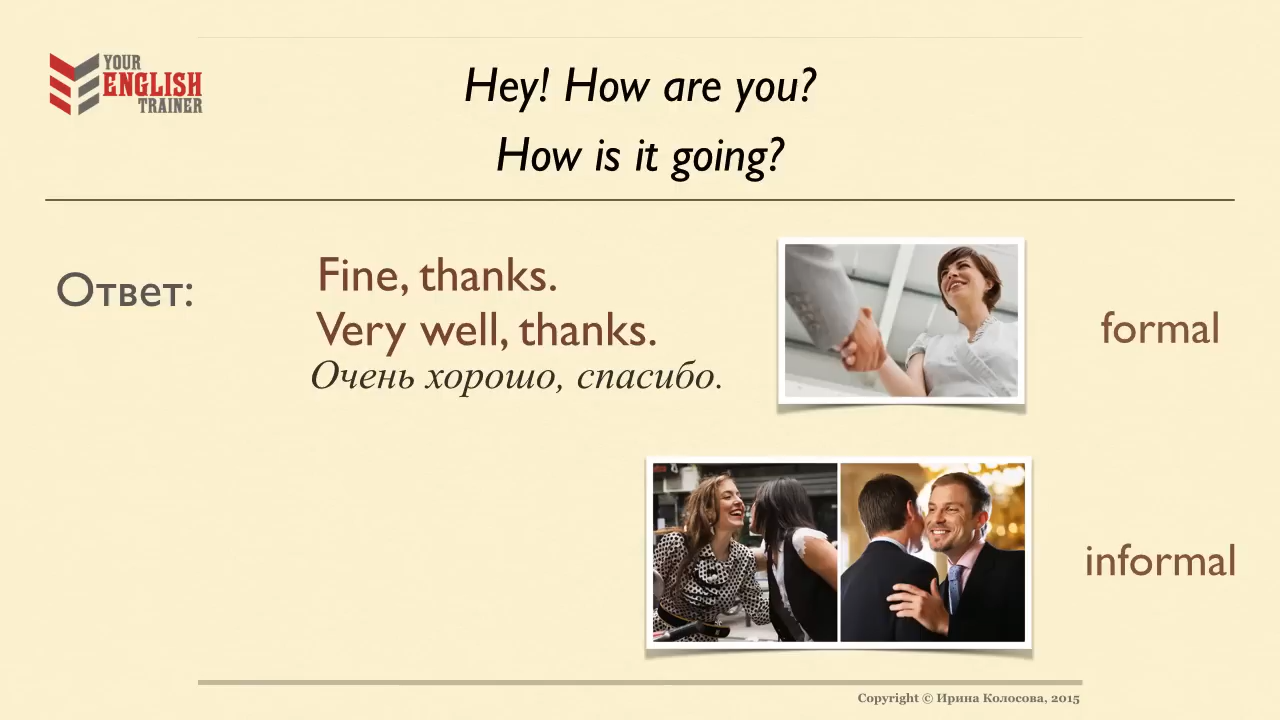 YOUR
ENGLISH
TRAINER
Hey! How are you?
How is it going?
Ответ:
Fine, thanks.
Very well, thanks.
Очень хорошо, спасибо.
formal
informal
Copyright © Ирина Колосова, 2015